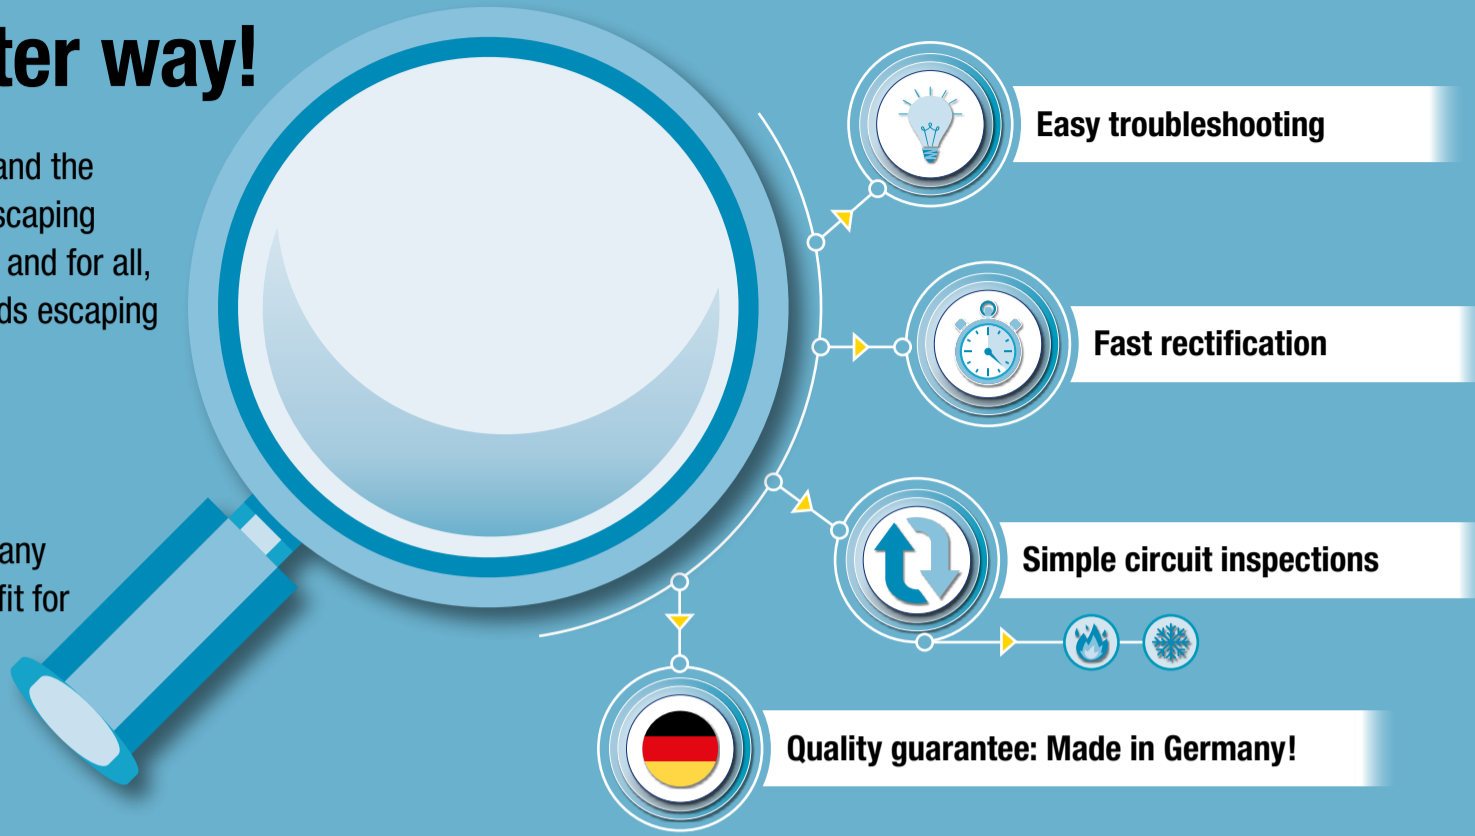 ter way!
and the
scaping
and for all,
ds escaping
any
fit for
Easy troubleshooting
Fast rectification
Simple circuit inspections
Quality guarantee: Made in Germany!